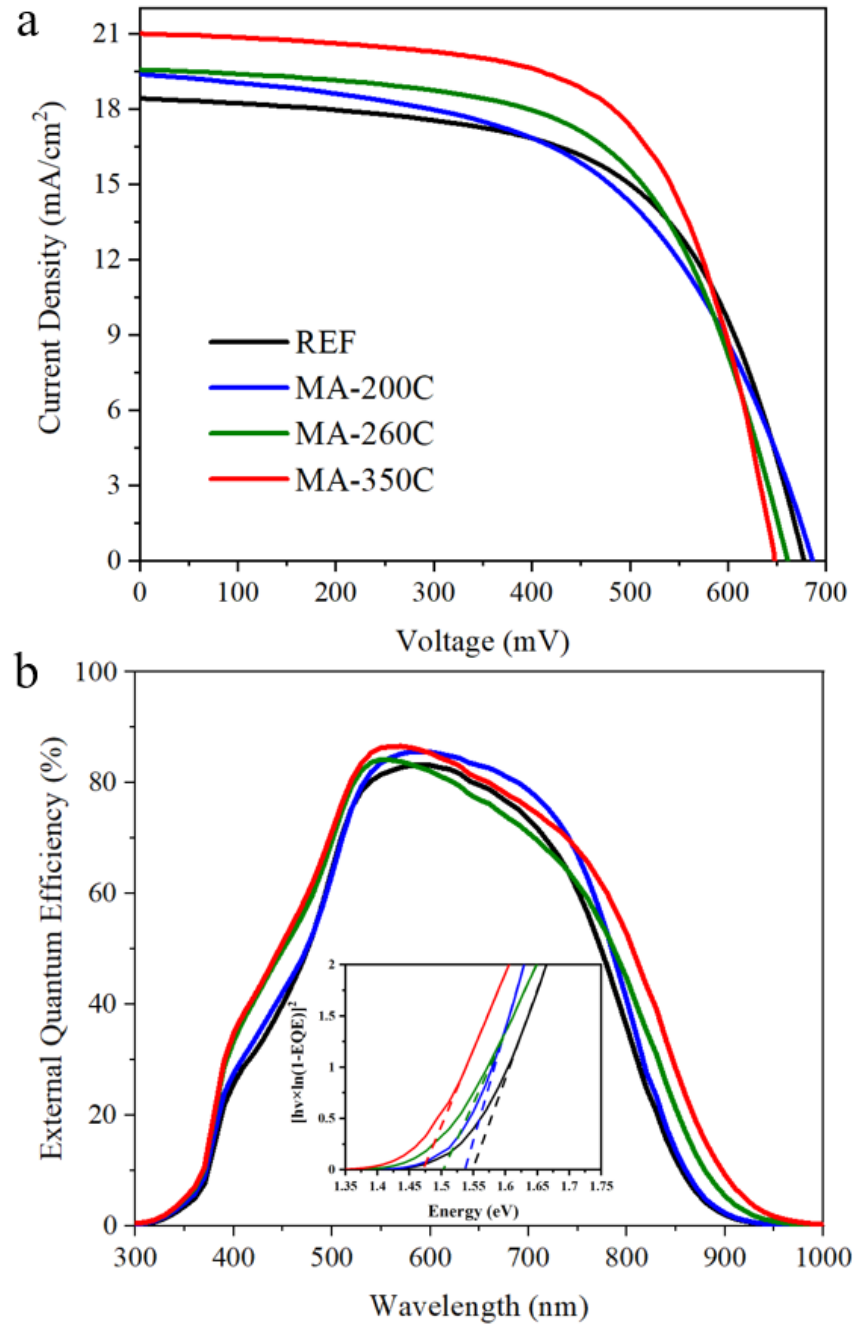 a
21
18
15
12
9
6
3
0
Current Density (mA/cm²)
REF
MA-200C
MA-260C
MA-350C
0 100 200 300 400 500 600 700
Voltage (mV)
b
100
80
60
40
20
0
External Quantum Efficiency (%)
2
1.5
1
0.5
0
[hν×ln(1-EQE)]²
1.35 1.4 1.45 1.5 1.55 1.6 1.65 1.7 1.75
Energy (eV)
300 400 500 600 700 800 900 1000
Wavelength (nm)